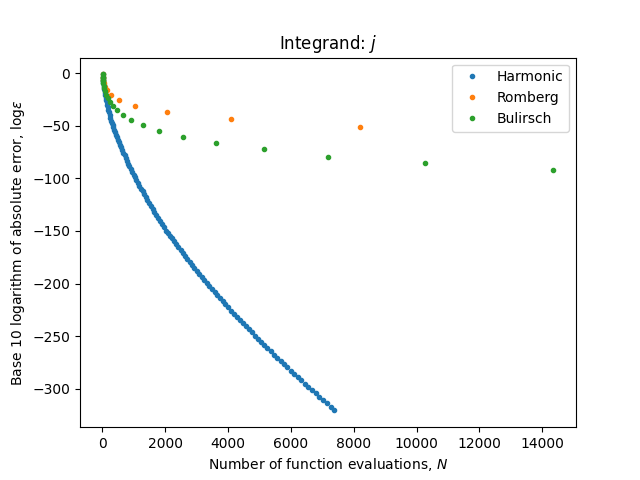 Integrand: j
Harmonic
Romberg
Bulirsch
Base 10 logarithm of absolute error, logε
0
−50
−100
−150
−200
−250
−300
0 2000 4000 6000 8000 10000 12000 14000
Number of function evaluations, N